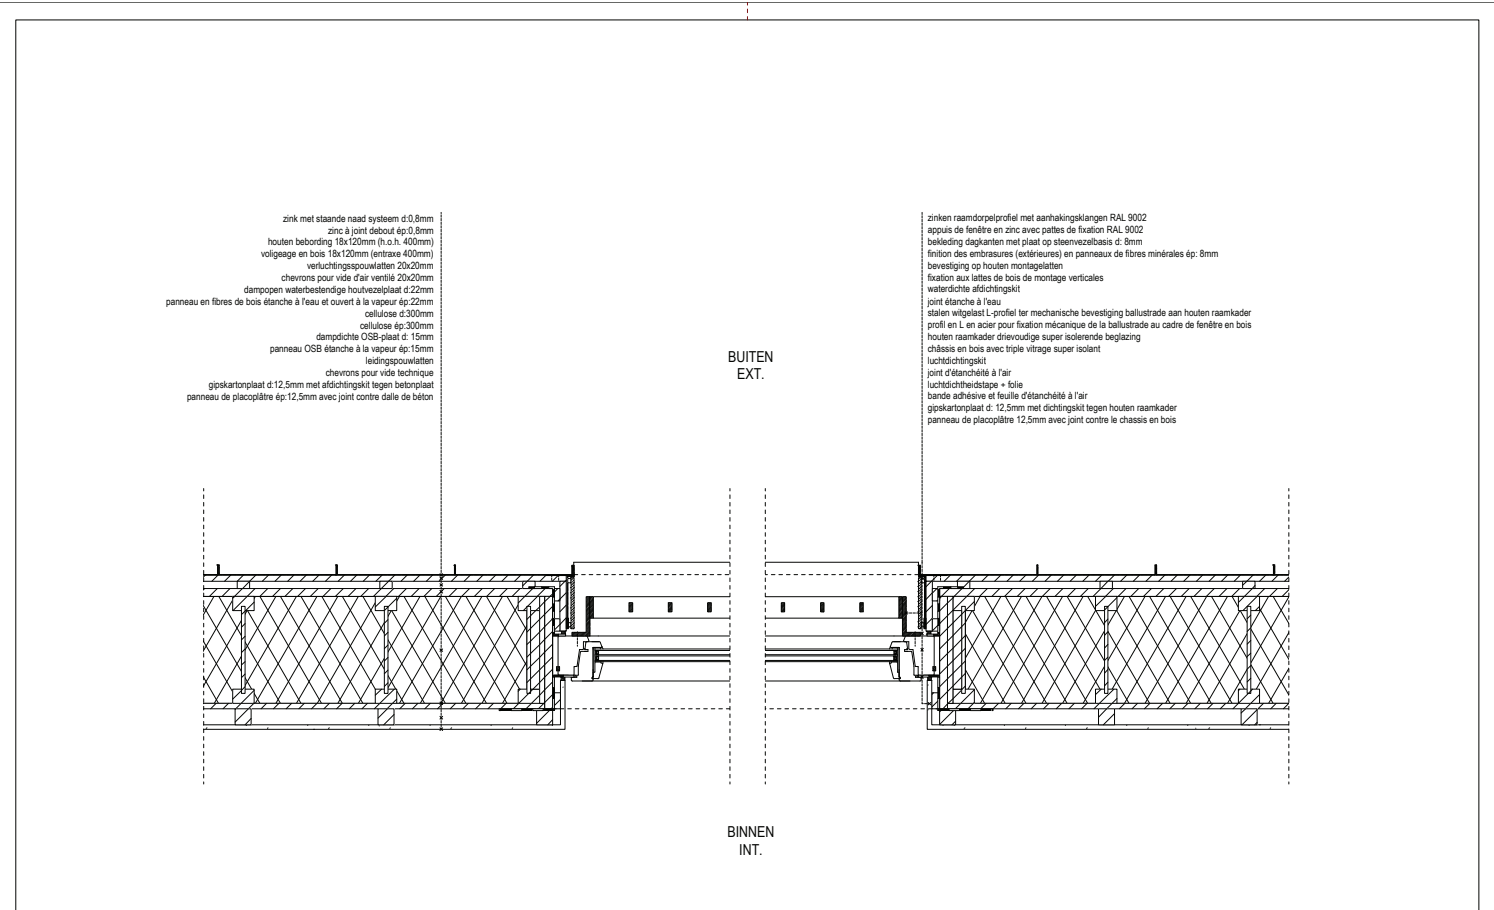 zink met staande naad systeem d:0,8mm
zinc à joint debout ép:0,8mm
houten bebording 18x120mm (h.o.h. 400mm)
voligeage en bois 18x120mm (entraxe 400mm)
verluchtingsspouwlatten 20x20mm
chevrons pour vide d'air ventilé 20x20mm
dampopen waterbestendige houtvezelplaat d:22mm
panneau en fibres de bois étanche à l'eau et ouvert à la vapeur ép:22mm
cellulose d:300mm
cellulose ép:300mm
dampdichte OSB-plaat d: 15mm
panneau OSB étanche à la vapeur ép:15mm
leidingspouwlatten
chevrons pour vide technique
gipskartonplaat d:12,5mm met afdichtingskit tegen betonplaat
panneau de placoplâtre ép:12,5mm avec joint contre dalle de béton
zinken raamdorpelprofiel met aanhakingsklangen RAL 9002
appuis de fenêtre en zinc avec pattes de fixation RAL 9002
bekleding dagkanten met plaat op steenvezelbasis d: 8mm
finition des embrasures (extérieures) en panneaux de fibres minérales ép: 8mm
bevestiging op houten montagelatten
fixation aux lattes de bois de montage verticales
waterdichte afdichtingskit
joint étanche à l'eau
stalen witgelast L-profiel ter mechanische bevestiging ballustrade aan houten raamkader
profil en L en acier pour fixation mécanique de la ballustrade au cadre de fenêtre en bois
houten raamkader drievoudige super isolerende beglazing
châssis en bois avec triple vitrage super isolant
luchtdichtingskit
joint d'étanchéité à l'air
luchtdichtheidstape + folie
bande adhésive et feuille d'étanchéité à l'air
gipskartonplaat d: 12,5mm met dichtingskit tegen houten raamkader
panneau de placoplâtre 12,5mm avec joint contre le chassis en bois
BUITEN
EXT.
BINNEN
INT.